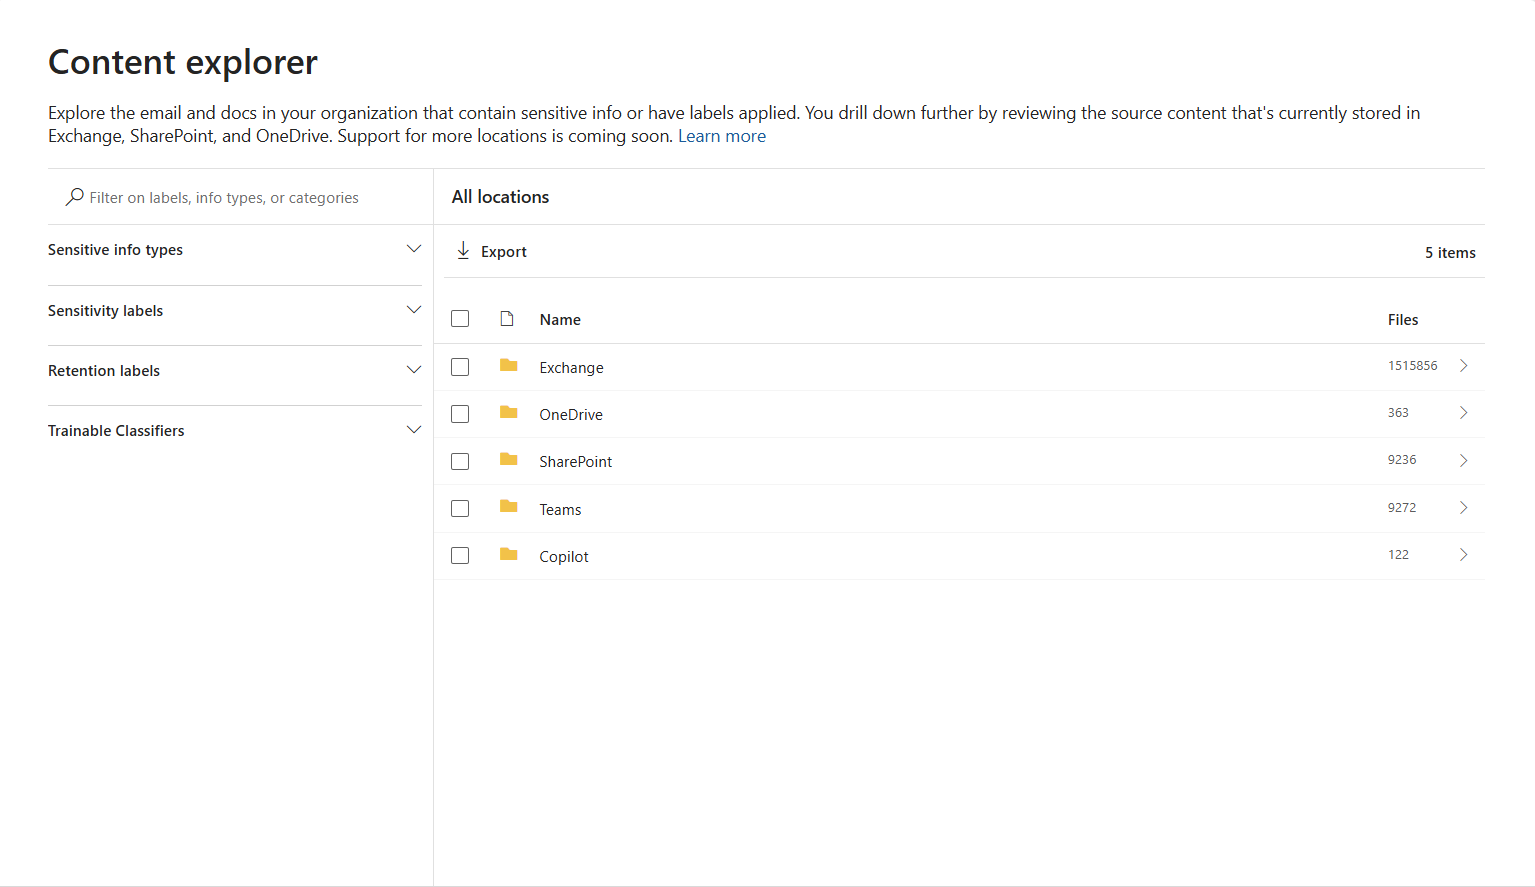 Content explorer
Explore the email and docs in your organization that contain sensitive info or have labels applied. You drill down further by reviewing the source content that's currently stored in
Exchange, SharePoint, and OneDrive. Support for more locations is coming soon. Learn more
Filter on labels, info types, or categories
Sensitive info types
Sensitivity labels
Retention labels
Trainable Classifiers
All locations
Export
5 items
Name Files
Exchange 1515856
OneDrive 363
SharePoint 9236
Teams 9272
Copilot 122